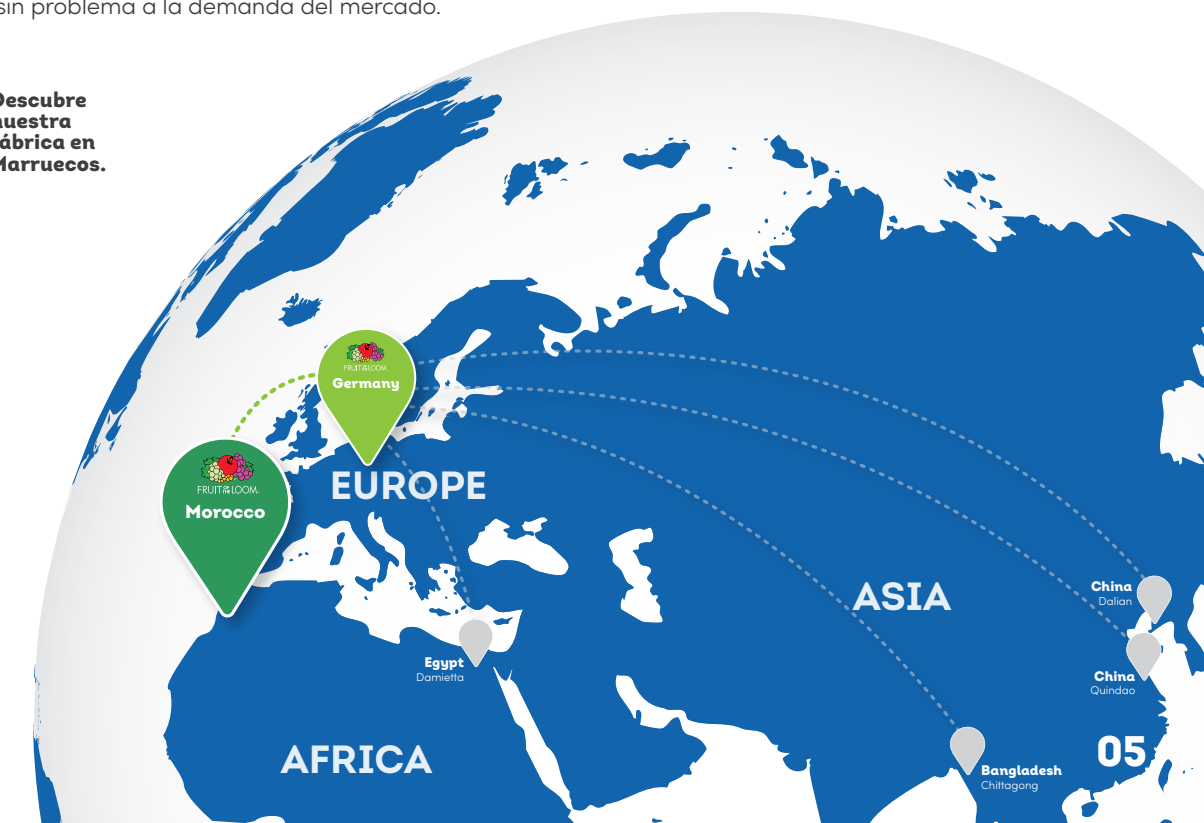 sin problema a la demanda del mercado.
Descubre
nuestra
fábrica en
Marruecos.
FRUIT OF THE LOOM.
Germany
FRUIT OF THE LOOM.
Morocco
EUROPE
ASIA
China
Dalian
Egypt
Damietta
China
Quindao
AFRICA
05
Bangladesh
Chittagong